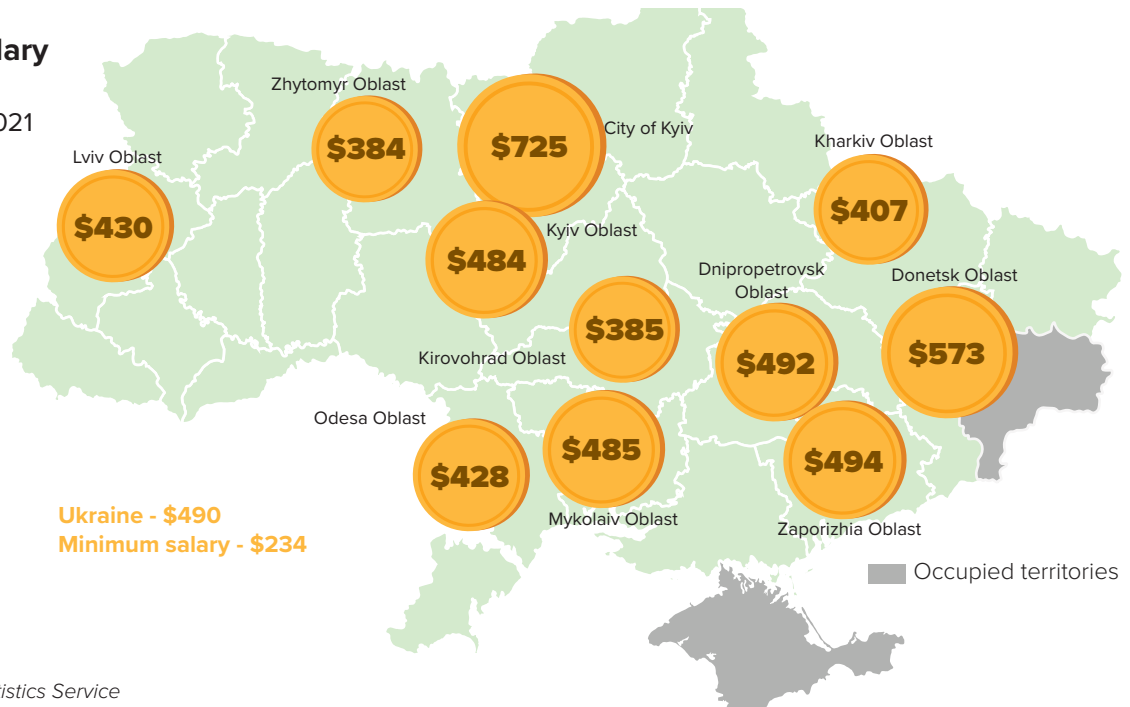 lary
021
Zhytomyr Oblast
$384
$725
City of Kyiv
Kharkiv Oblast
$407
Lviv Oblast
$430
Kyiv Oblast
$484
Dnipropetrovsk
Oblast
$492
Donetsk Oblast
$573
$385
Kirovohrad Oblast
Odesa Oblast
$428
$485
Mykolaiv Oblast
$494
Zaporizhia Oblast
Ukraine - $490
Minimum salary - $234
Occupied territories
tistics Service